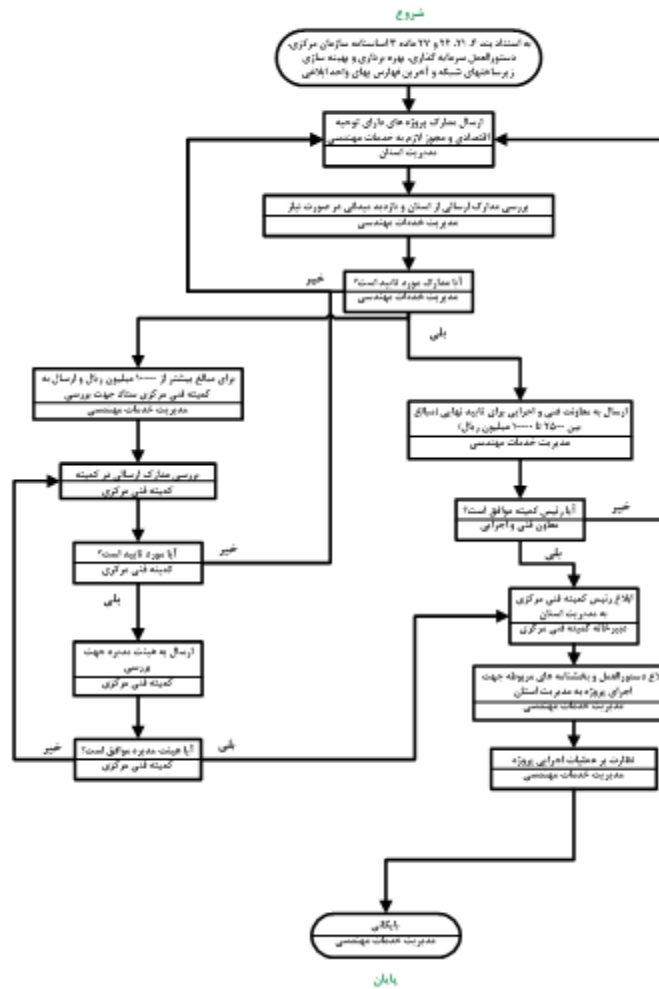 شروع
به استناد بند ۶، ۲۱، ۲۴ و ۲۷ ماده ۳ اساسنامه سازمان مرکزی،
دستورالعمل سرمایه گذاری، بهره برداری و بهینه سازی
زیرساختهای شبکه و آخرین فهارس بهای واحد ابلاغی
ارسال مدارک پروژه های دارای توجیه
اقتصادی و مجوز لازم به خدمات مهندسی
مدیریت استان
بررسی مدارک ارسالی از استان و بازدید میدانی در صورت نیاز
مدیریت خدمات مهندسی
آیا مدارک مورد تایید است؟
مدیریت خدمات مهندسی
خیر
بلی
برای مبالغ بیشتر از ۱۰۰۰۰ میلیون ریال و ارسال به
کمیته فنی مرکزی ستاد جهت بررسی
مدیریت خدمات مهندسی
ارسال به معاونت فنی و اجرایی برای تایید نهایی (مبالغ
بین ۲۵۰۰ تا ۱۰۰۰۰ میلیون ریال)
مدیریت خدمات مهندسی
بررسی مدارک ارسالی در کمیته
کمیته فنی مرکزی
آیا رئیس کمیته موافق است؟
معاون فنی و اجرایی
خیر
بلی
آیا مورد تایید است؟
کمیته فنی مرکزی
خیر
بلی
ابلاغ رئیس کمیته فنی مرکزی
به مدیریت استان
دبیرخانه کمیته فنی مرکزی
ارسال به هیئت مدیره جهت
بررسی
کمیته فنی مرکزی
لاغ دستورالعمل و بخشنامه های مربوطه جهت
اجرای پروژه به مدیریت استان
مدیریت خدمات مهندسی
آیا هیئت مدیره موافق است؟
کمیته فنی مرکزی
خیر
بلی
نظارت بر عملیات اجرایی پروژه
مدیریت خدمات مهندسی
بایگانی
مدیریت خدمات مهندسی
پایان